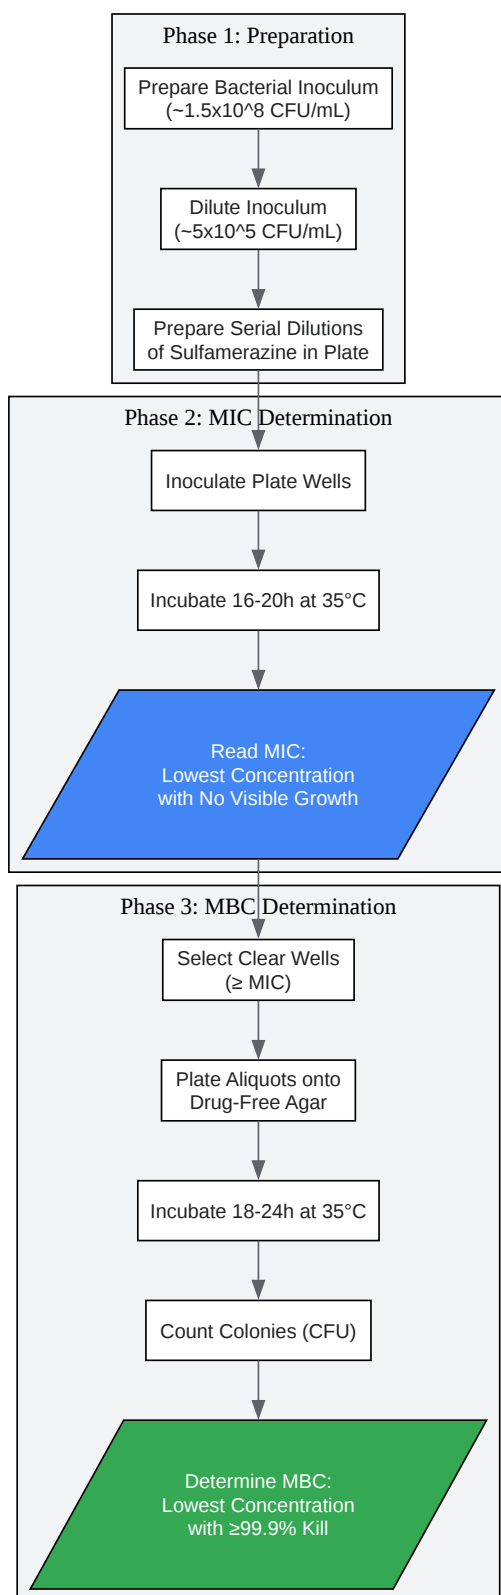 Phase 1: Preparation
Prepare Bacterial Inoculum
(~1.5x10^8 CFU/mL)
Dilute Inoculum
(~5x10^5 CFU/mL)
Prepare Serial Dilutions
of Sulfamerazine in Plate
Phase 2: MIC Determination
Inoculate Plate Wells
Incubate 16-20h at 35°C
Read MIC:
Lowest Concentration
with No Visible Growth
Phase 3: MBC Determination
Select Clear Wells
(≥ MIC)
Plate Aliquots onto
Drug-Free Agar
Incubate 18-24h at 35°C
Count Colonies (CFU)
Determine MBC:
Lowest Concentration
with ≥99.9% Kill